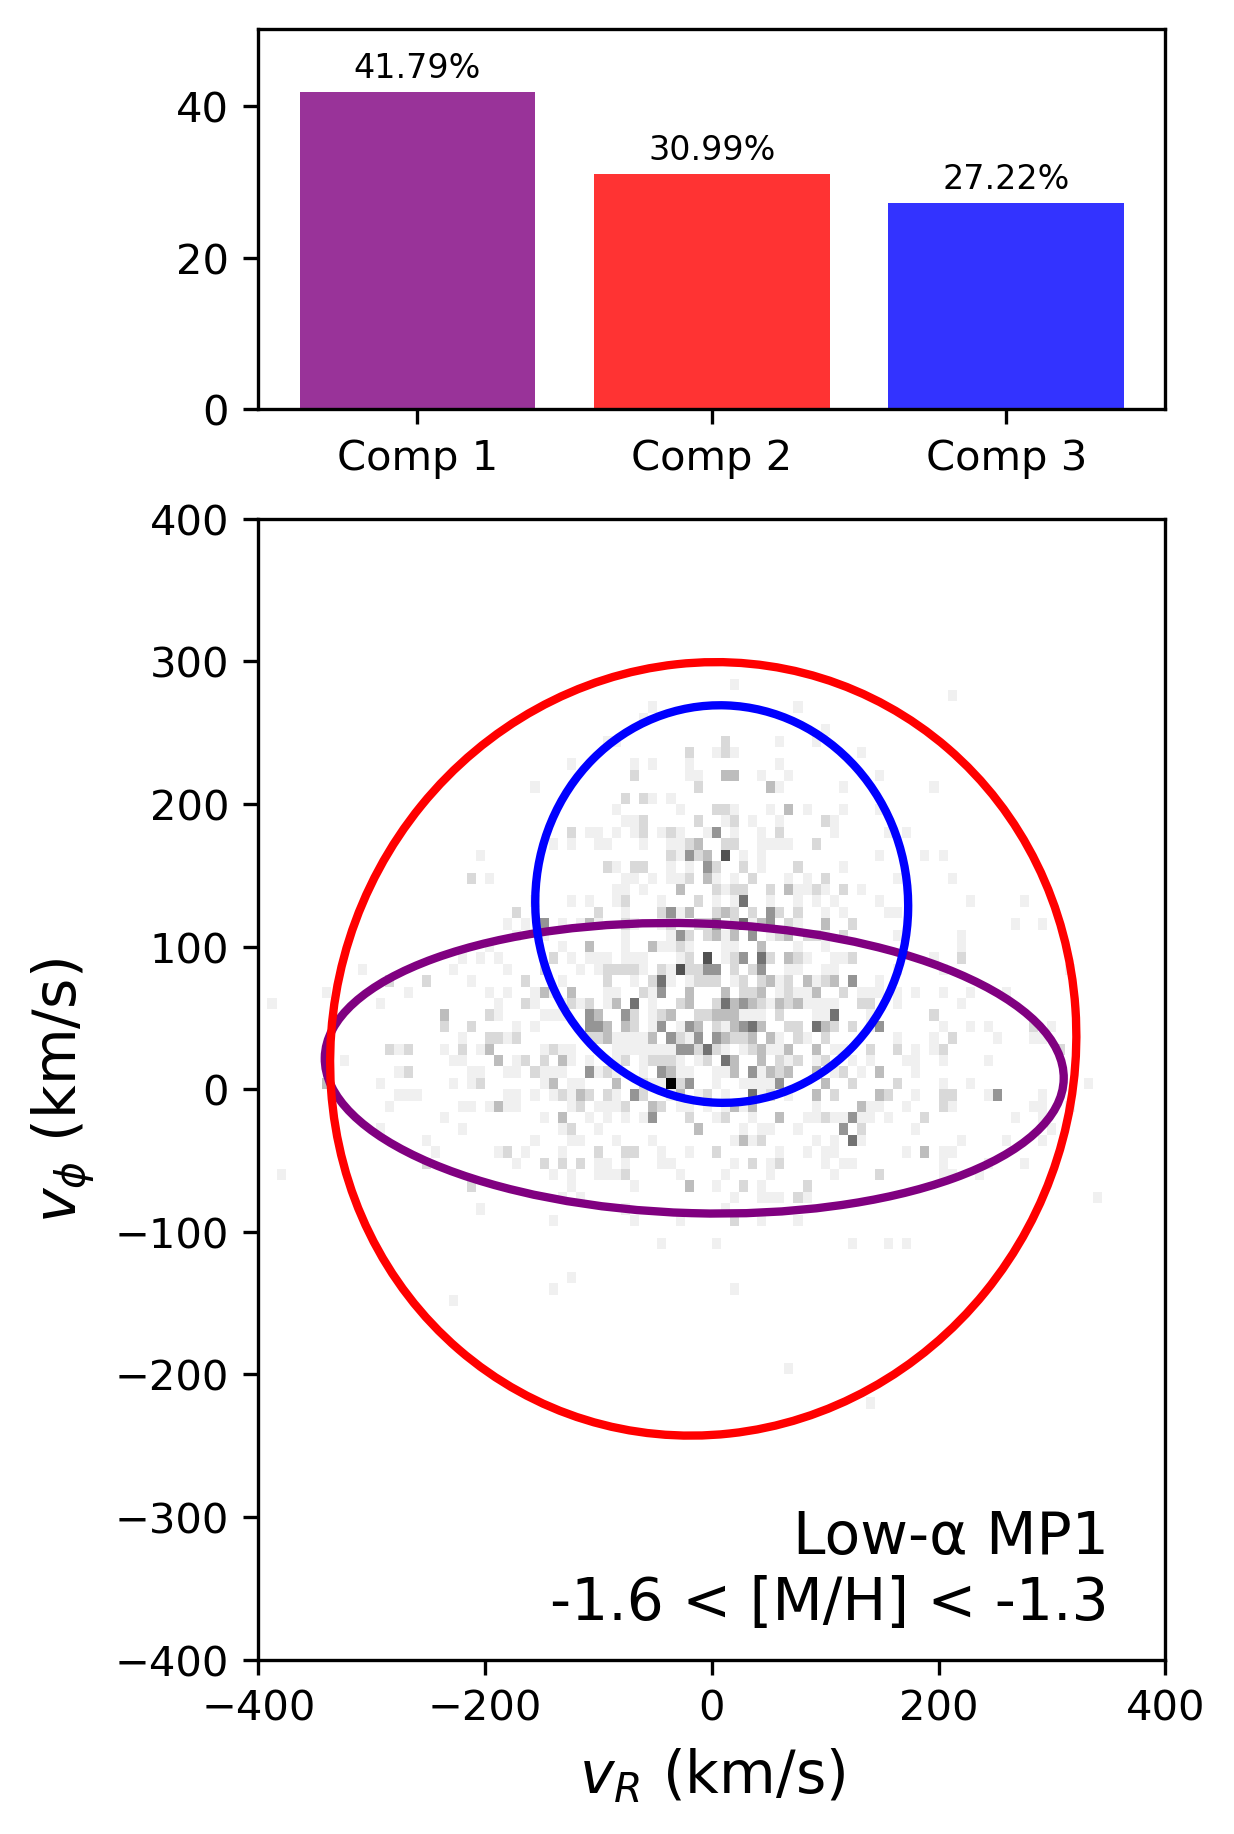 41.79%
30.99%
27.22%
40
20
0
Comp 1 Comp 2 Comp 3
400
300
200
100
0
−100
−200
−300
−400
v_ϕ (km/s)
Low-α MP1
-1.6 < [M/H] < -1.3
−400 −200 0 200 400
v_R (km/s)